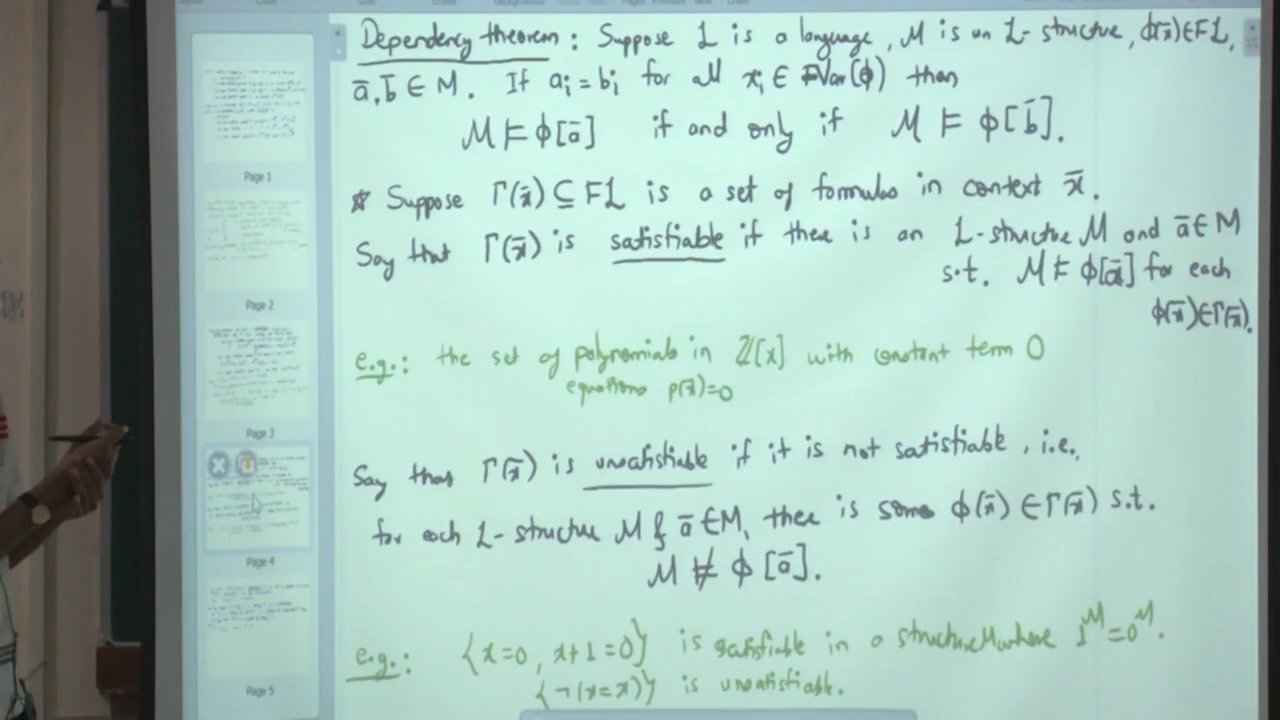 Dependency theorem : Suppose L is a language, M is an L-structure, ϕ(x̄)∈FL,
ā, b̄ ∈ M. If aᵢ = bᵢ for all xᵢ ∈ FVar(ϕ) then
M ⊨ ϕ[ā] if and only if M ⊨ ϕ[b̄].
* Suppose Γ(x̄) ⊆ FL is a set of formulas in context x̄.
Say that Γ(x̄) is satisfiable if there is an L-structure M and ā ∈ M
s.t. M ⊨ ϕ[ā] for each
ϕ(x̄)∈Γ(x̄).
e.g.: the set of polynomials in ℤ[x] with constant term 0
equations p(x̄)=0
Say that Γ(x̄) is unsatisfiable if it is not satisfiable, i.e.,
for each L-structure M & ā ∈ M, there is some ϕ(x̄) ∈ Γ(x̄) s.t.
M ⊭ ϕ[ā].
e.g.: {x=0, x+1=0} is satisfiable in a structure M where 1ᴹ=0ᴹ.
{¬(x=x)} is unsatisfiable.
Page 1
Page 2
Page 3
Page 4
Page 5